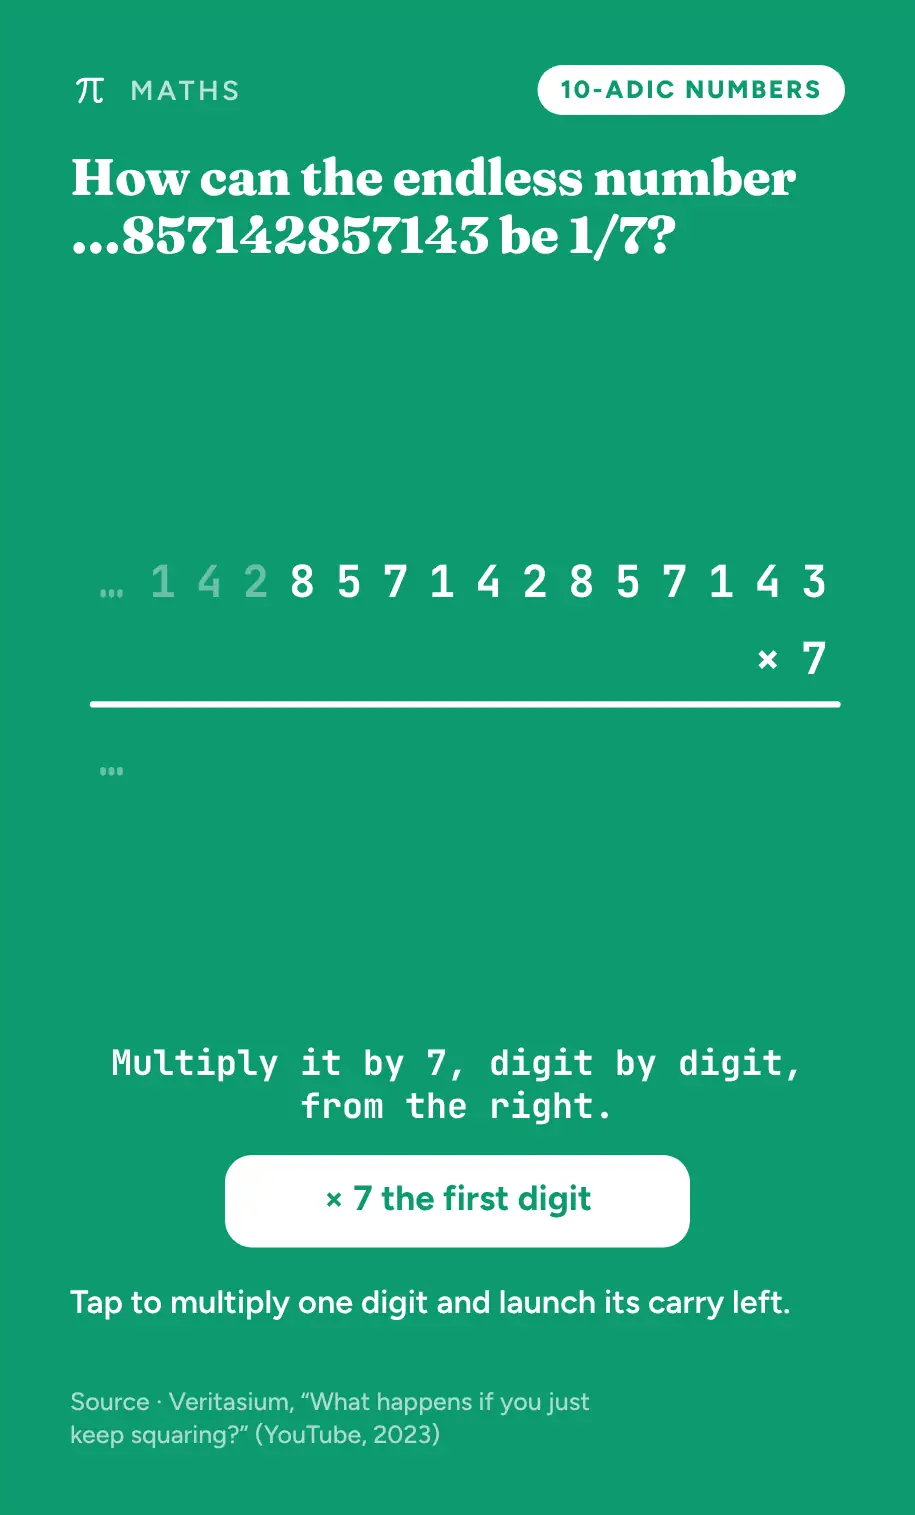 π MATHS
10-ADIC NUMBERS
How can the endless number
…857142857143 be 1/7?
… 1 4 2 8 5 7 1 4 2 8 5 7 1 4 3
× 7
…
Multiply it by 7, digit by digit,
from the right.
× 7 the first digit
Tap to multiply one digit and launch its carry left.
Source · Veritasium, “What happens if you just
keep squaring?” (YouTube, 2023)